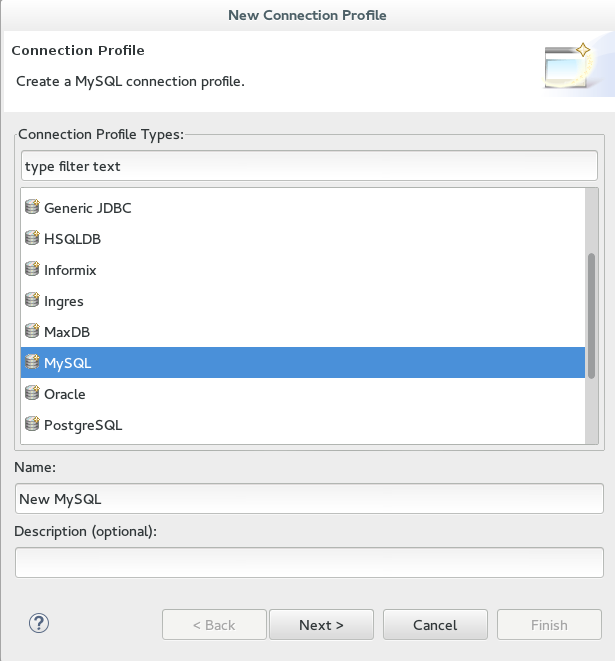 New Connection Profile
Connection Profile
Create a MySQL connection profile.
Connection Profile Types:
type filter text
Generic JDBC
HSQLDB
Informix
Ingres
MaxDB
MySQL
Oracle
PostgreSQL
Name:
New MySQL
Description (optional):
? < Back Next > Cancel Finish